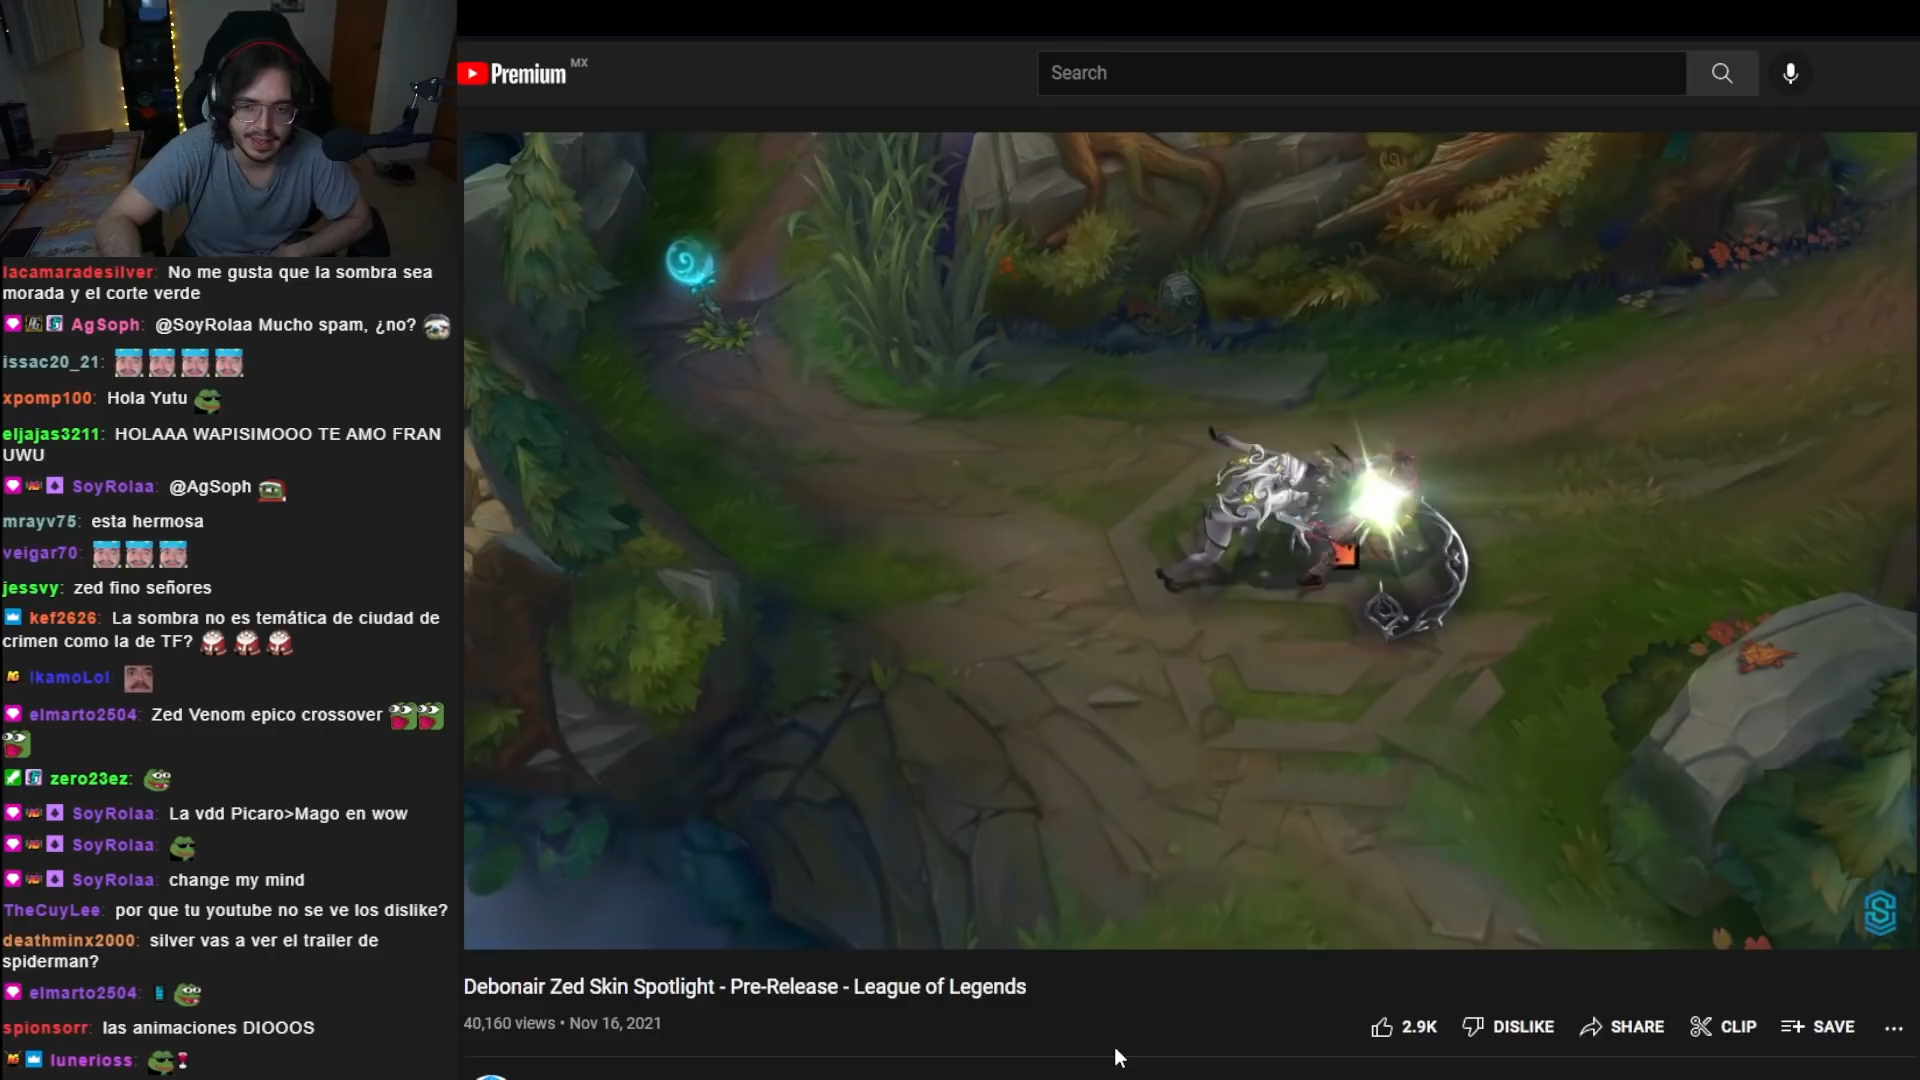 Premium MX
Search
lacamaradesilver: No me gusta que la sombra sea
morada y el corte verde
AgSoph: @SoyRolaa Mucho spam, ¿no?
issac20_21:
xpomp100: Hola Yutu
eljajas3211: HOLAAA WAPISIMOOO TE AMO FRAN
UWU
SoyRolaa: @AgSoph
mrayv75: esta hermosa
veigar70:
jessvy: zed fino señores
kef2626: La sombra no es temática de ciudad de
crimen como la de TF?
IkamoLol
elmarto2504: Zed Venom epico crossover
zero23ez:
SoyRolaa: La vdd Picaro>Mago en wow
SoyRolaa:
SoyRolaa: change my mind
TheCuyLee: por que tu youtube no se ve los dislike?
deathminx2000: silver vas a ver el trailer de
spiderman?
elmarto2504:
spionsorr: las animaciones DIOOOS
lunerioss:
Debonair Zed Skin Spotlight - Pre-Release - League of Legends
40,160 views • Nov 16, 2021
2.9K DISLIKE SHARE CLIP SAVE